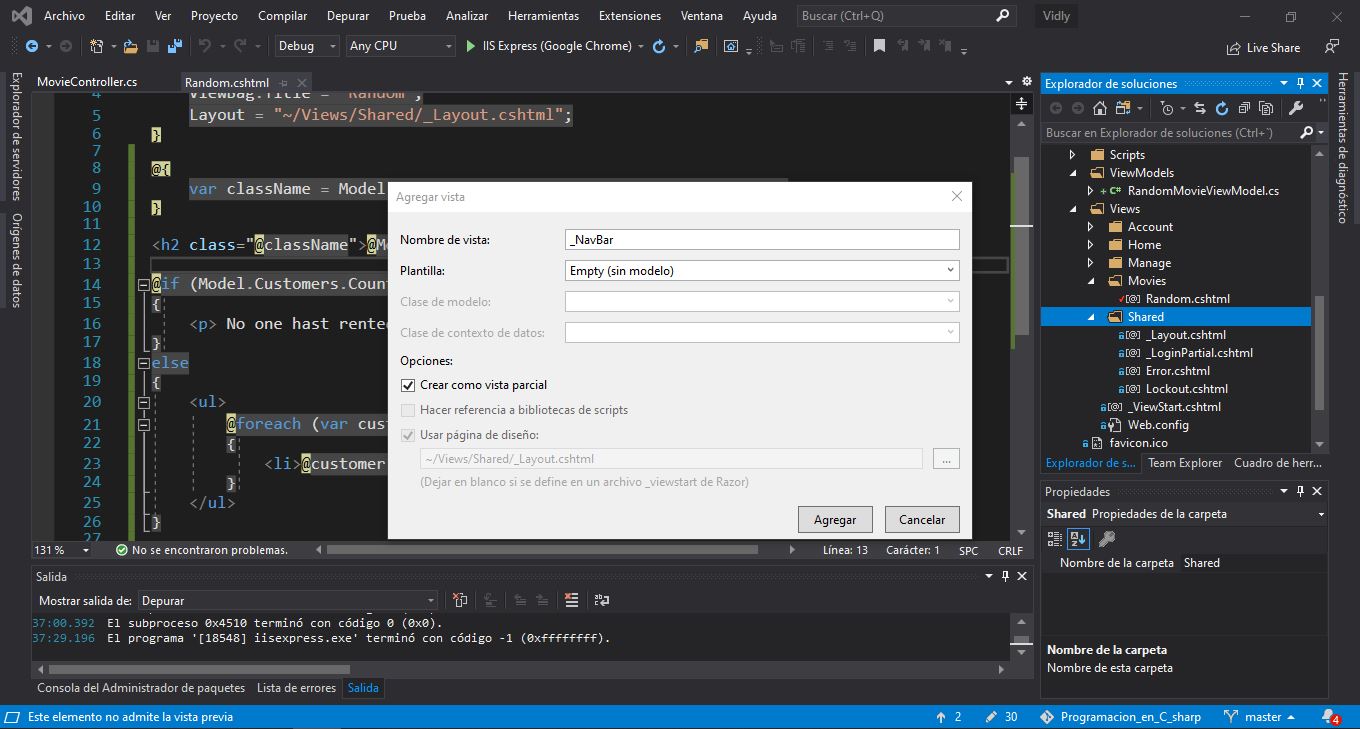 Archivo Editar Ver Proyecto Compilar Depurar Prueba Analizar Herramientas Extensiones Ventana Ayuda Buscar (Ctrl+Q) Vidly
Debug Any CPU IIS Express (Google Chrome) Live Share
Explorador de servidores
Orígenes de datos
MovieController.cs Random.cshtml
4 ViewBag.Title = "Random";
5 Layout = "~/Views/Shared/_Layout.cshtml";
6 }
7
8 @{
9 var className = Model
10 }
11
12 <h2 class="@className">@Mo
13
14 @if (Model.Customers.Count
15 {
16 <p> No one hast rente
17 }
18 else
19 {
20 <ul>
21 @foreach (var cust
22 {
23 <li>@customer
24 }
25 </ul>
26 }
27
131 % No se encontraron problemas. Línea: 13 Carácter: 1 SPC CRLF
Agregar vista
Nombre de vista: _NavBar
Plantilla: Empty (sin modelo)
Clase de modelo:
Clase de contexto de datos:
Opciones:
Crear como vista parcial
Hacer referencia a bibliotecas de scripts
Usar página de diseño:
~/Views/Shared/_Layout.cshtml ...
(Dejar en blanco si se define en un archivo _viewstart de Razor)
Agregar Cancelar
Explorador de soluciones
Buscar en Explorador de soluciones (Ctrl+´)
Scripts
ViewModels
+ C# RandomMovieViewModel.cs
Views
Account
Home
Manage
Movies
Random.cshtml
Shared
_Layout.cshtml
_LoginPartial.cshtml
Error.cshtml
Lockout.cshtml
_ViewStart.cshtml
Web.config
favicon.ico
Explorador de s... Team Explorer Cuadro de herr...
Herramientas de diagnóstico
Propiedades
Shared Propiedades de la carpeta
Nombre de la carpeta Shared
Nombre de la carpeta
Nombre de esta carpeta
Salida
Mostrar salida de: Depurar
37:00.392 El subproceso 0x4510 terminó con código 0 (0x0).
37:29.196 El programa '[18548] iisexpress.exe' terminó con código -1 (0xffffffff).
Consola del Administrador de paquetes Lista de errores Salida
Este elemento no admite la vista previa 2 30 Programacion_en_C_sharp master 4